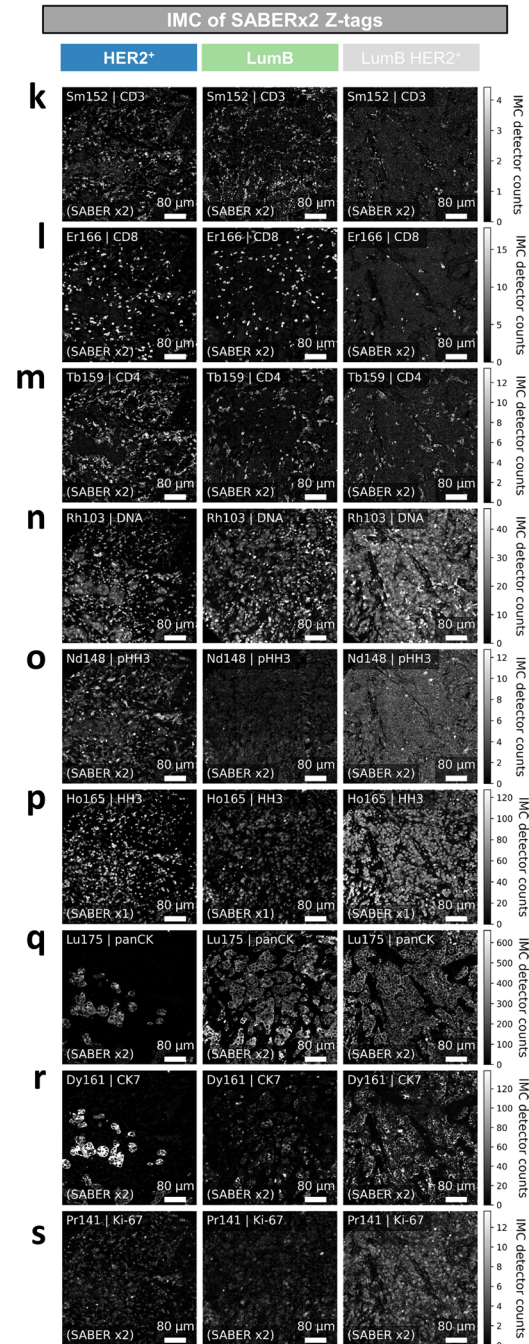 IMC of SABERx2 Z-tags
HER2⁺ LumB LumB HER2⁺
k
Sm152 | CD3 Sm152 | CD3 Sm152 | CD3
(SABER x2) 80 μm (SABER x2) 80 μm (SABER x2) 80 μm
4
3
2
1
0
IMC detector counts
l
Er166 | CD8 Er166 | CD8 Er166 | CD8
(SABER x2) 80 μm (SABER x2) 80 μm (SABER x2) 80 μm
15
10
5
0
IMC detector counts
m
Tb159 | CD4 Tb159 | CD4 Tb159 | CD4
(SABER x2) 80 μm (SABER x2) 80 μm (SABER x2) 80 μm
12
10
8
6
4
2
0
IMC detector counts
n
Rh103 | DNA Rh103 | DNA Rh103 | DNA
80 μm 80 μm 80 μm
40
30
20
10
0
IMC detector counts
o
Nd148 | pHH3 Nd148 | pHH3 Nd148 | pHH3
(SABER x2) 80 μm (SABER x2) 80 μm (SABER x2) 80 μm
12
10
8
6
4
2
0
IMC detector counts
p
Ho165 | HH3 Ho165 | HH3 Ho165 | HH3
(SABER x1) 80 μm (SABER x1) 80 μm (SABER x1) 80 μm
120
100
80
60
40
20
0
IMC detector counts
q
Lu175 | panCK Lu175 | panCK Lu175 | panCK
(SABER x2) 80 μm (SABER x2) 80 μm (SABER x2) 80 μm
600
500
400
300
200
100
0
IMC detector counts
r
Dy161 | CK7 Dy161 | CK7 Dy161 | CK7
(SABER x2) 80 μm (SABER x2) 80 μm (SABER x2) 80 μm
120
100
80
60
40
20
0
IMC detector counts
s
Pr141 | Ki-67 Pr141 | Ki-67 Pr141 | Ki-67
(SABER x2) 80 μm (SABER x2) 80 μm (SABER x2) 80 μm
12
10
8
6
4
2
0
IMC detector counts